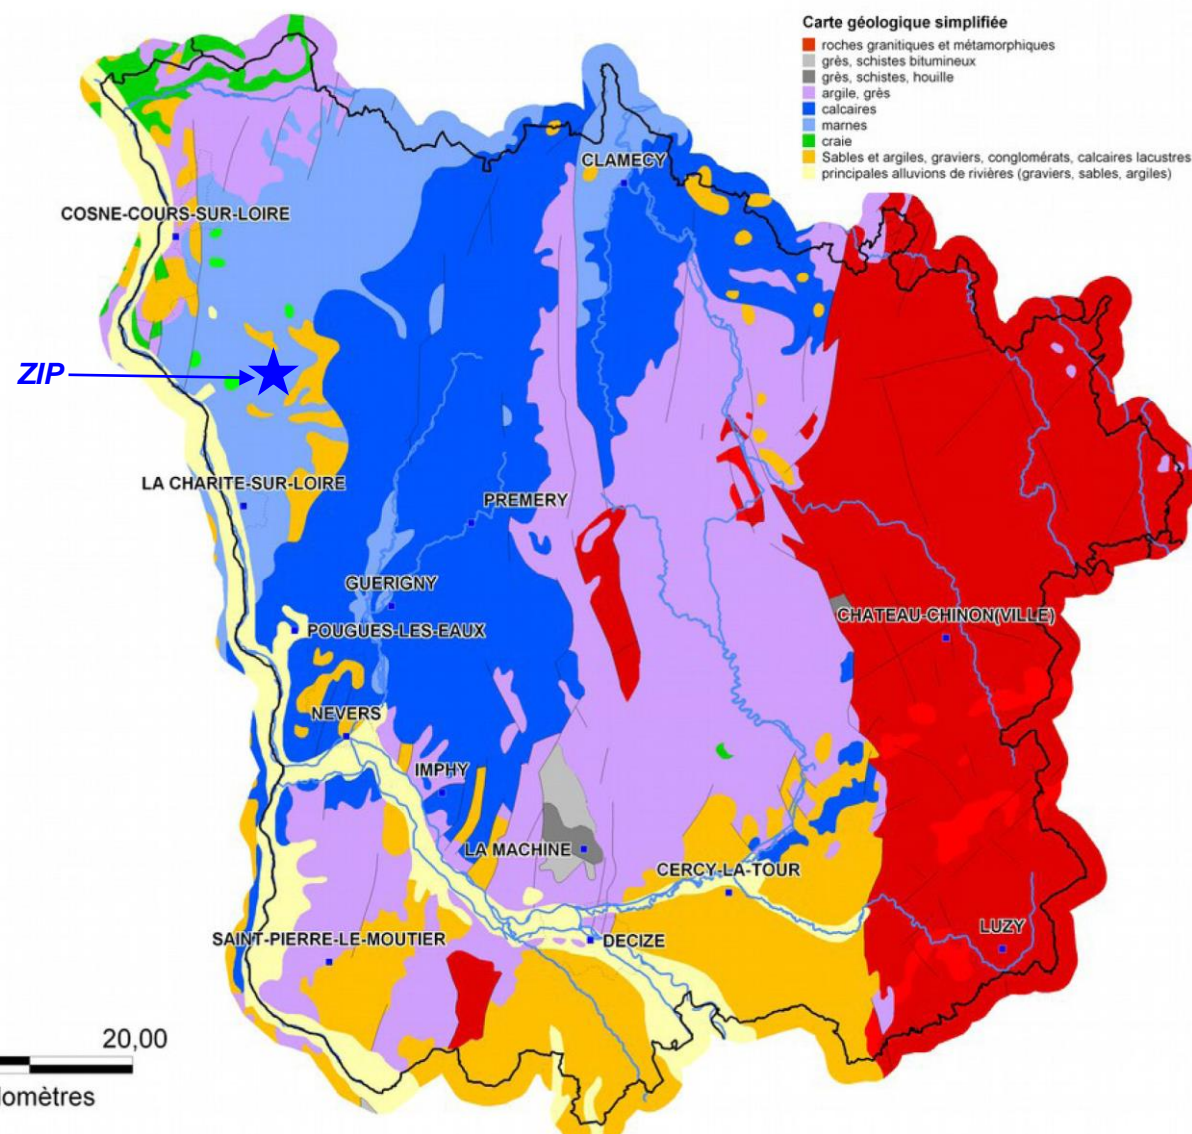 Carte géologique simplifiée
roches granitiques et métamorphiques
grés, schistes bitumineux
grés, schistes, houille
argile, grès
calcaires
marnes
craie
Sables et argiles, graviers, conglomérats, calcaires lacustres
principales alluvions de rivières (graviers, sables, argiles)
CLAMECY
COSNE-COURS-SUR-LOIRE
ZIP
LA CHARITE-SUR-LOIRE
PREMERY
GUERIGNY
CHATEAU-CHINON(VILLE)
POUGUES-LES-EAUX
NEVERS
IMPHY
LA MACHINE
CERCY-LA-TOUR
LUZY
SAINT-PIERRE-LE-MOUTIER
DECIZE
20,00
lomètres